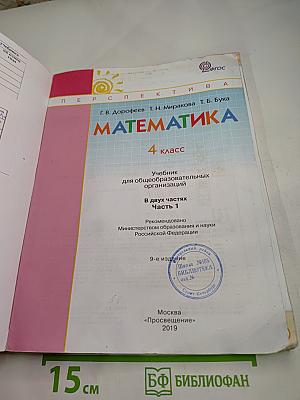 ФГОС
ПЕРСПЕКТИВА
Г. В. Дорофеев Т. Н. Миракова Т. Б. Бука
МАТЕМАТИКА
4 класс
Учебник
для общеобразовательных
организаций
В двух частях
Часть 1
Рекомендовано
Министерством образования и науки
Российской Федерации
9-е издание
БИБЛИОТЕКА
Москва
«Просвещение»
2019
15 см
БФ БИБЛИОФАН